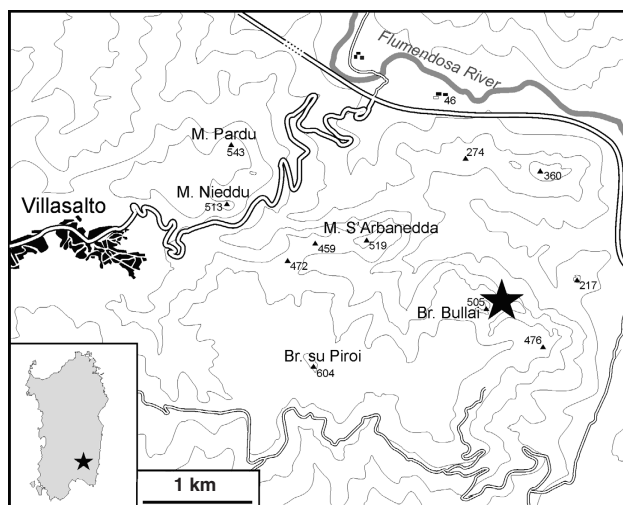 Flumendosa River
46
M. Pardu
543
274
360
M. Nieddu
513
Villasalto
M. S'Arbanedda
459
519
472
217
505
Br. Bullai
476
Br. su Piroi
604
1 km